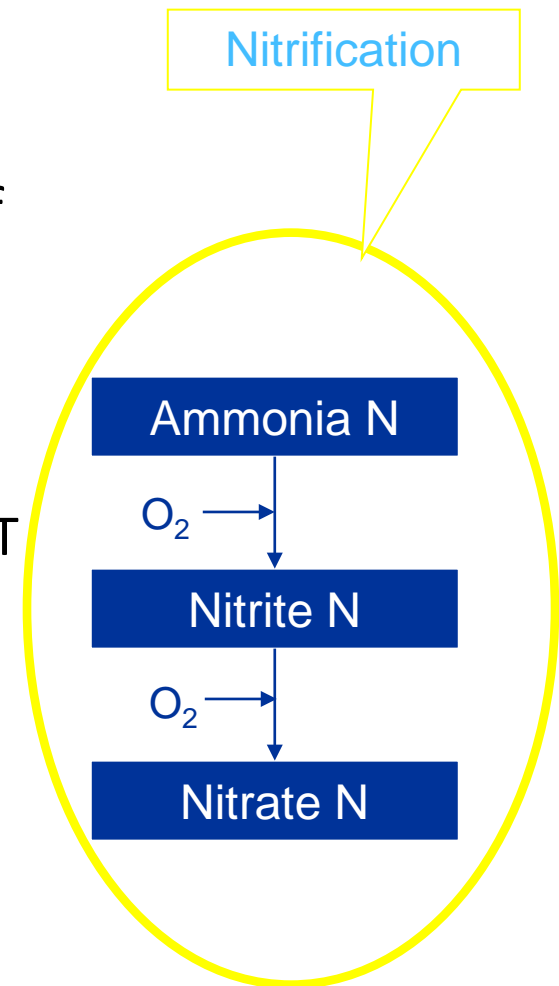 Nitrification
f
Ammonia N
O₂
T
Nitrite N
O₂
Nitrate N